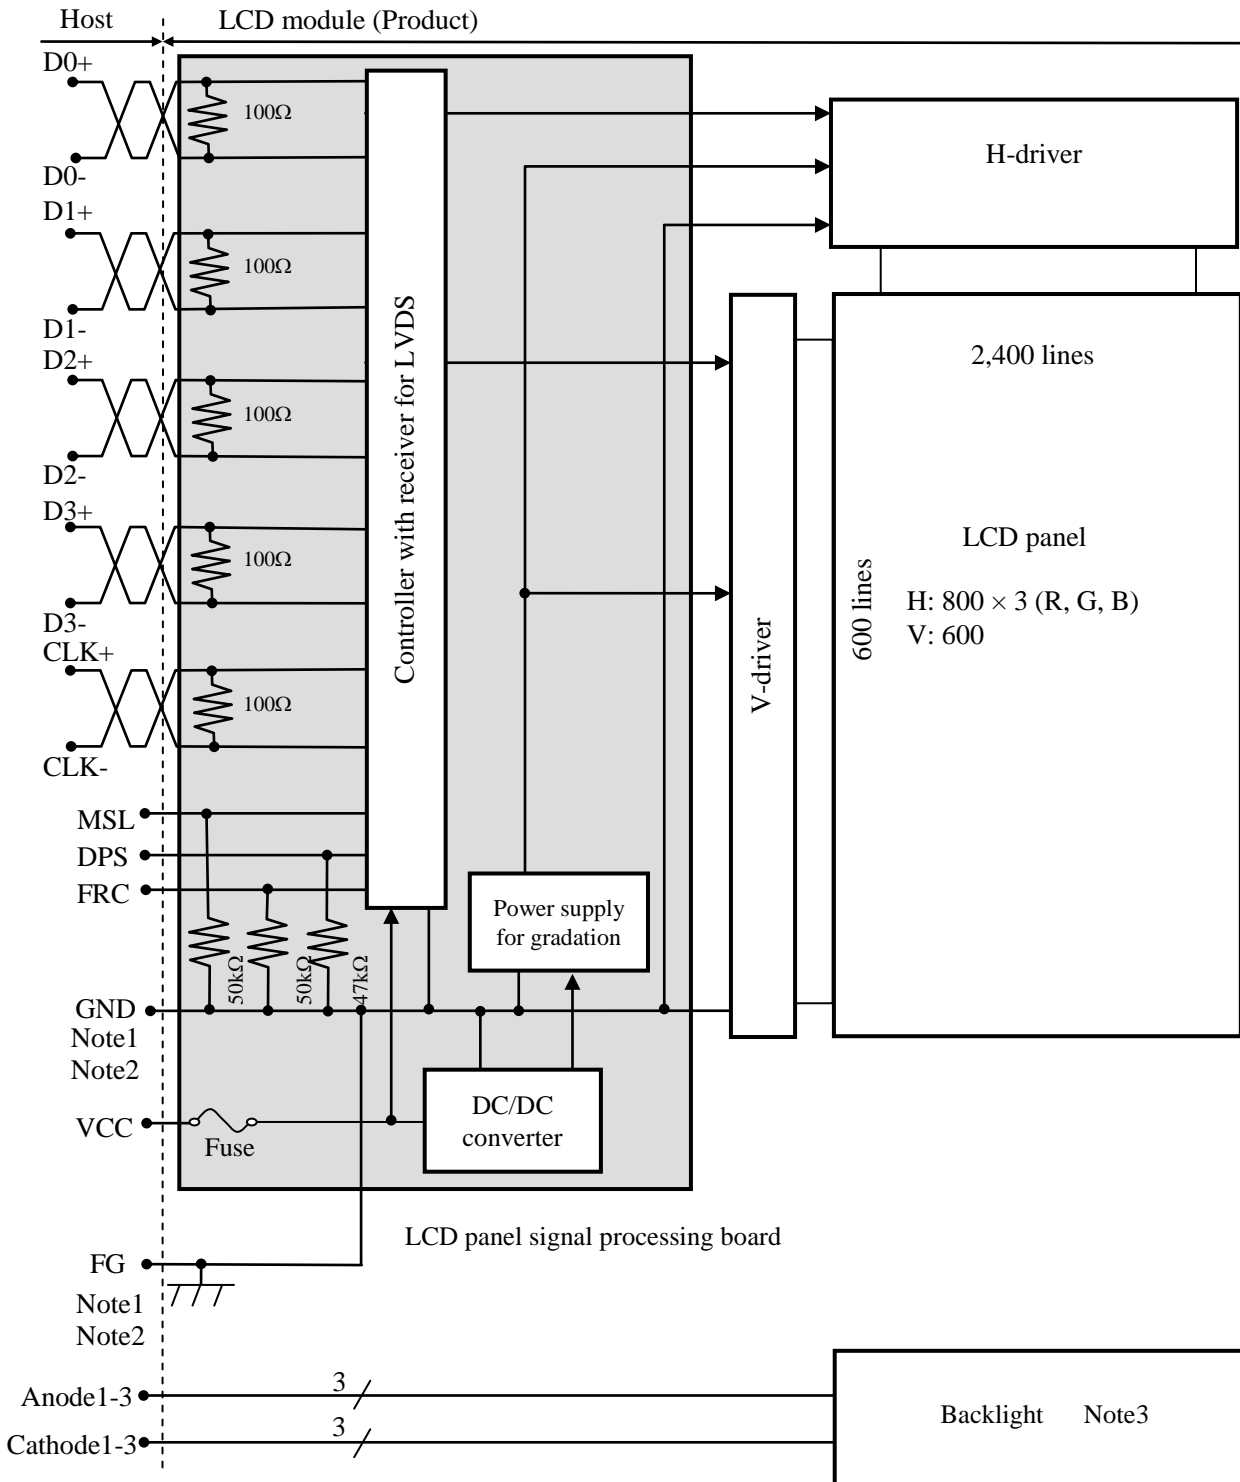 Host
LCD module (Product)
D0+
100Ω
D0-
D1+
100Ω
D1-
D2+
100Ω
D2-
D3+
100Ω
D3-
CLK+
100Ω
CLK-
MSL
DPS
FRC
50kΩ
50kΩ
47kΩ
GND
Note1
Note2
VCC
Fuse
FG
Note1
Note2
Anode1-3
3
Cathode1-3
3
Controller with receiver for LVDS
Power supply
for gradation
DC/DC
converter
LCD panel signal processing board
H-driver
V-driver
2,400 lines
600 lines
LCD panel
H: 800 × 3 (R, G, B)
V: 600
Backlight Note3